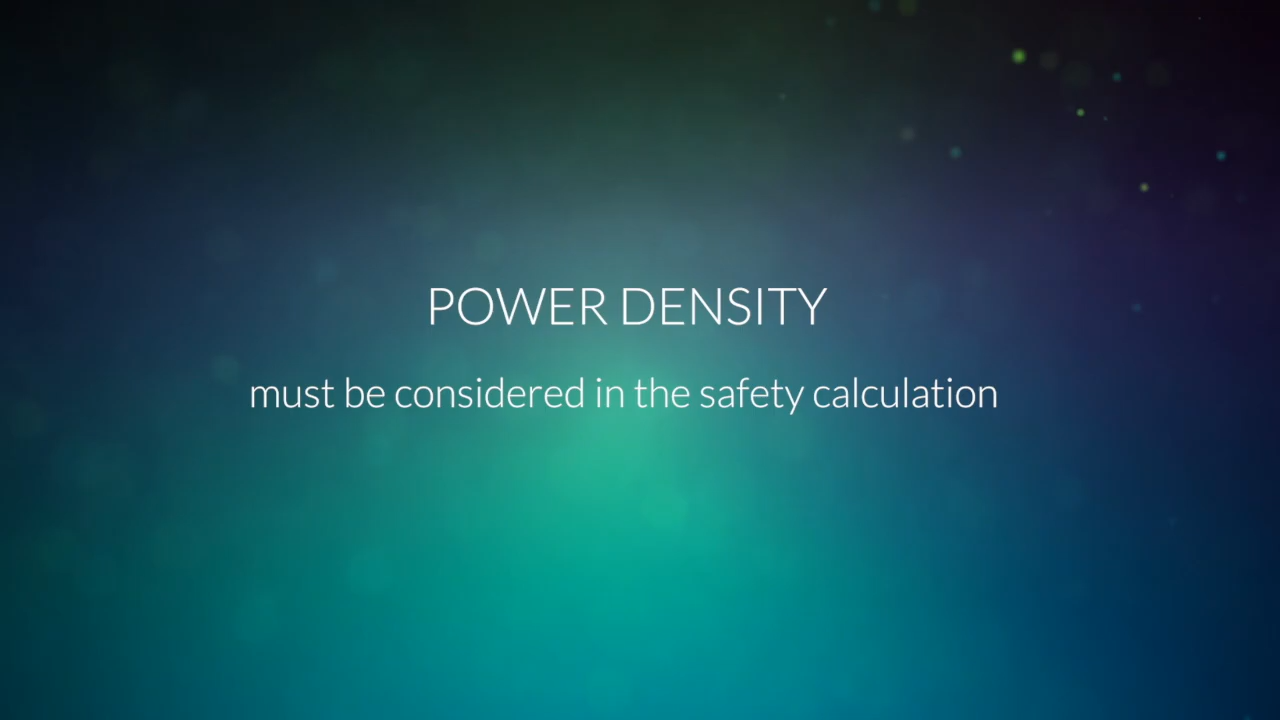 POWER DENSITY
must be considered in the safety calculation